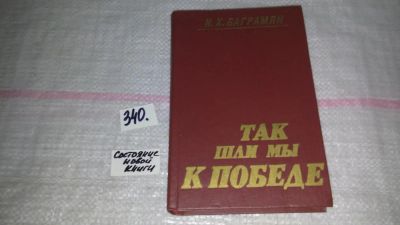 И. Х. БАГРАМЯН
ТАК
ШЛИ МЫ
К ПОБЕДЕ
340.
Состояние
новой
книги